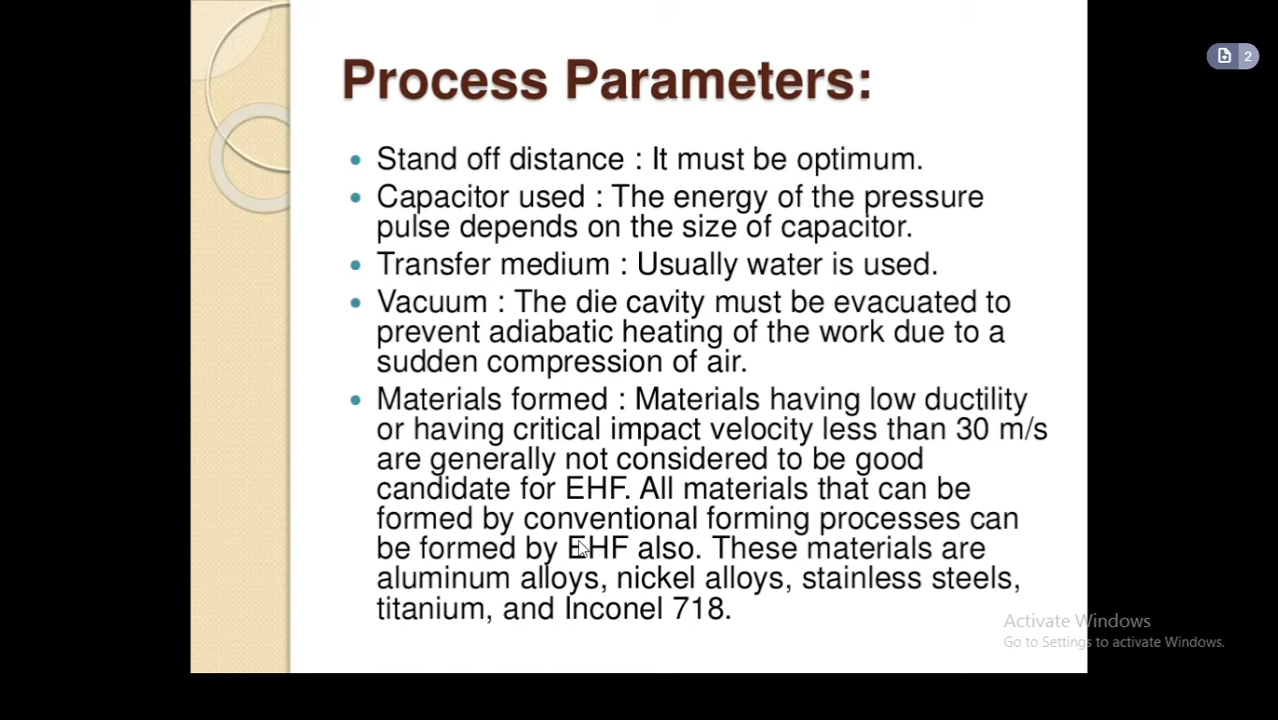 Process Parameters:
2
• Stand off distance : It must be optimum.
• Capacitor used : The energy of the pressure
pulse depends on the size of capacitor.
• Transfer medium : Usually water is used.
• Vacuum : The die cavity must be evacuated to
prevent adiabatic heating of the work due to a
sudden compression of air.
• Materials formed : Materials having low ductility
or having critical impact velocity less than 30 m/s
are generally not considered to be good
candidate for EHF. All materials that can be
formed by conventional forming processes can
be formed by EHF also. These materials are
aluminum alloys, nickel alloys, stainless steels,
titanium, and Inconel 718.
Activate Windows
Go to Settings to activate Windows.